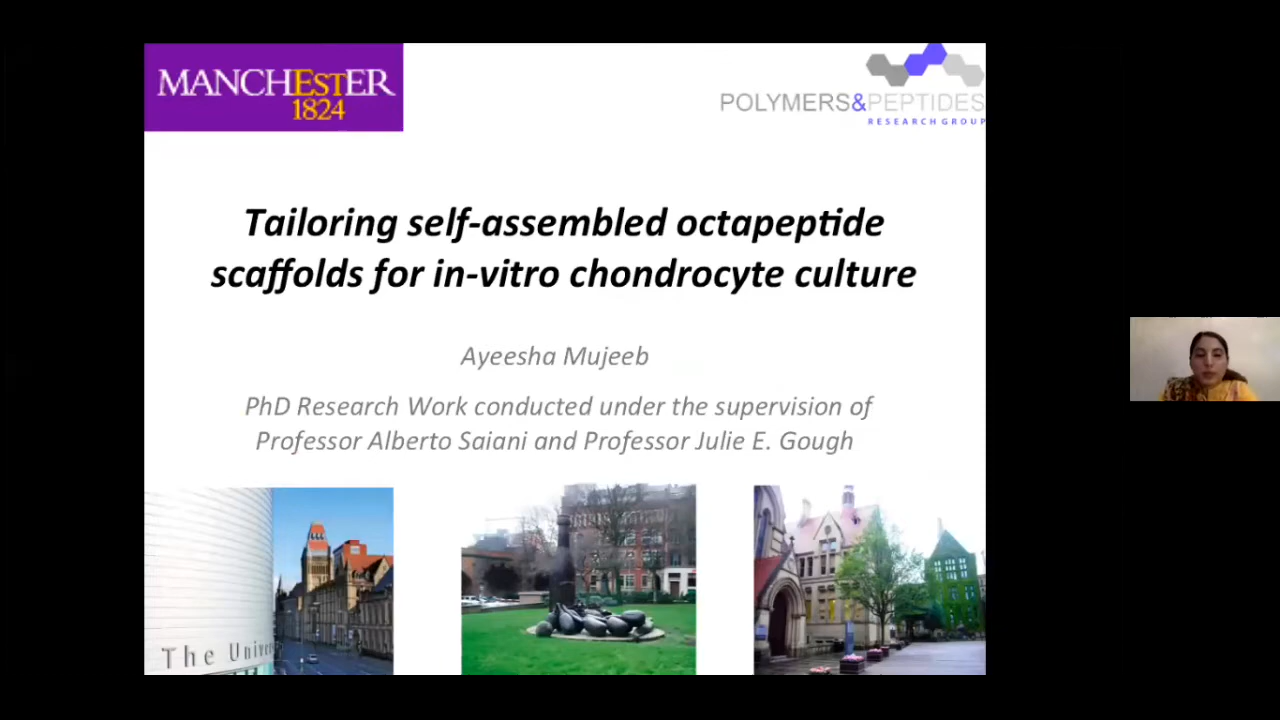 MANCHESTER
1824
POLYMERS&PEPTIDES
RESEARCH GROUP
Tailoring self-assembled octapeptide
scaffolds for in-vitro chondrocyte culture
Ayeesha Mujeeb
PhD Research Work conducted under the supervision of
Professor Alberto Saiani and Professor Julie E. Gough
The Univer